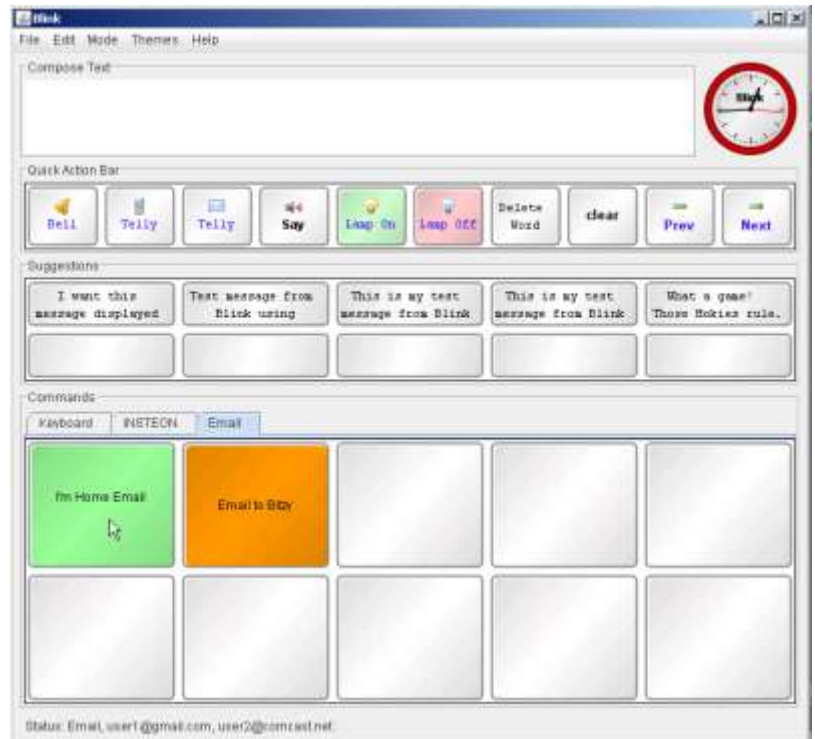 Blink
File Edit Mode Themes Help
Compose Text
Blink
Quick Action Bar
Bell
Telly
Telly
Say
Lamp On
Lamp Off
Delete
Word
clear
Prev
Next
Suggestions
I want this
message displayed
Test message from
Blink using
This is my test
message from Blink
This is my test
message from Blink
What a game!
Those Hokies rule.
Commands
Keyboard INSTEON Email
I'm Home Email
Email to Bitzy
Status: Email, user1@gmail.com, user2@comcast.net